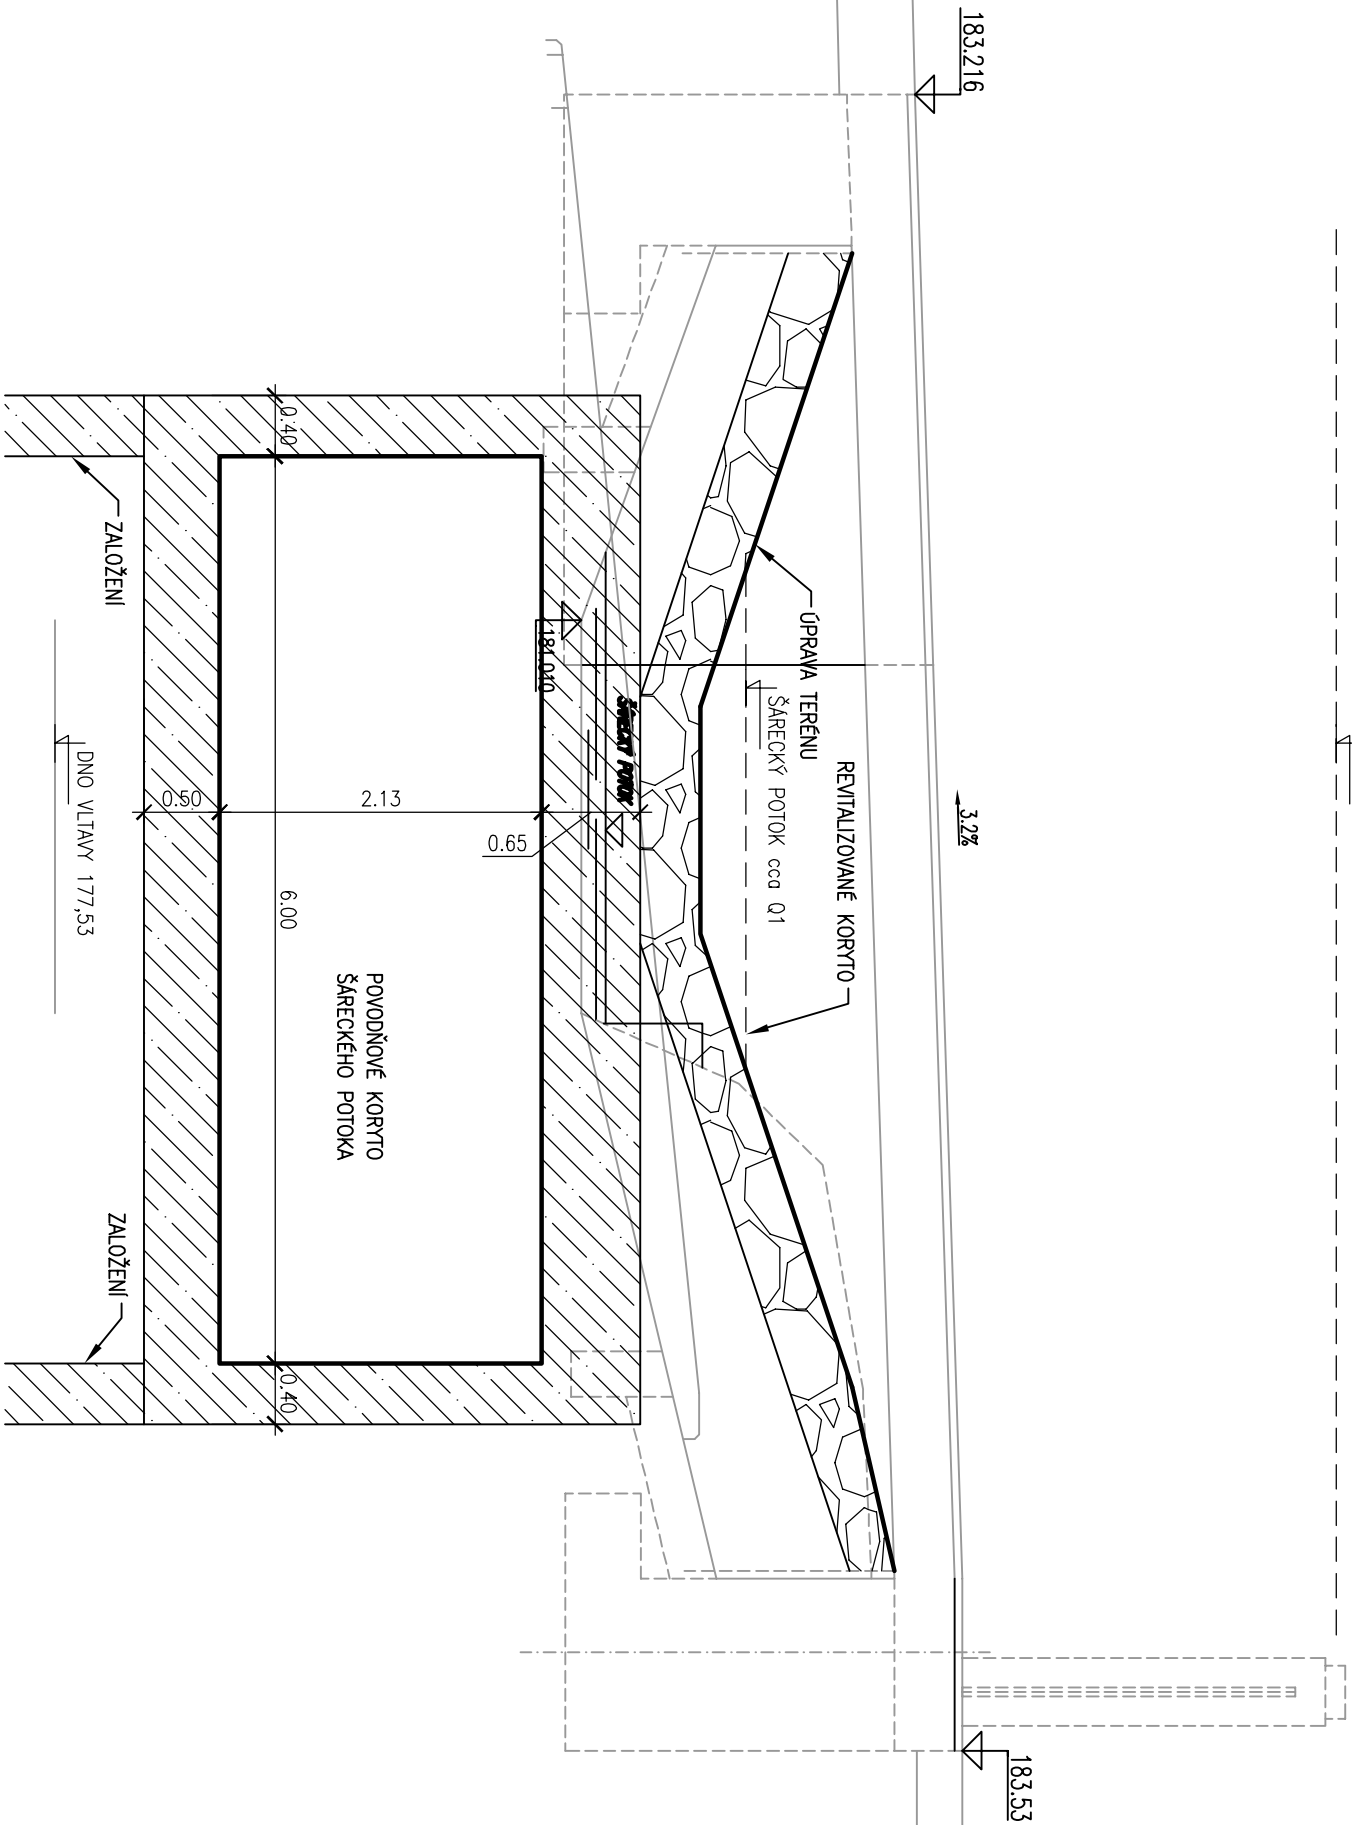 183.216
3.2%
REVITALIZOVANÉ KORYTO
ÚPRAVA TERÉNU
ŠÁRECKÝ POTOK cca Q1
ŠÁRECKÝ POTOK
181.010
0.65
0.40
6.00
0.40
2.13
0.50
POVODŇOVÉ KORYTO
ŠÁRECKÉHO POTOKA
ZALOŽENÍ
ZALOŽENÍ
DNO VLTAVY 177,53
183.53